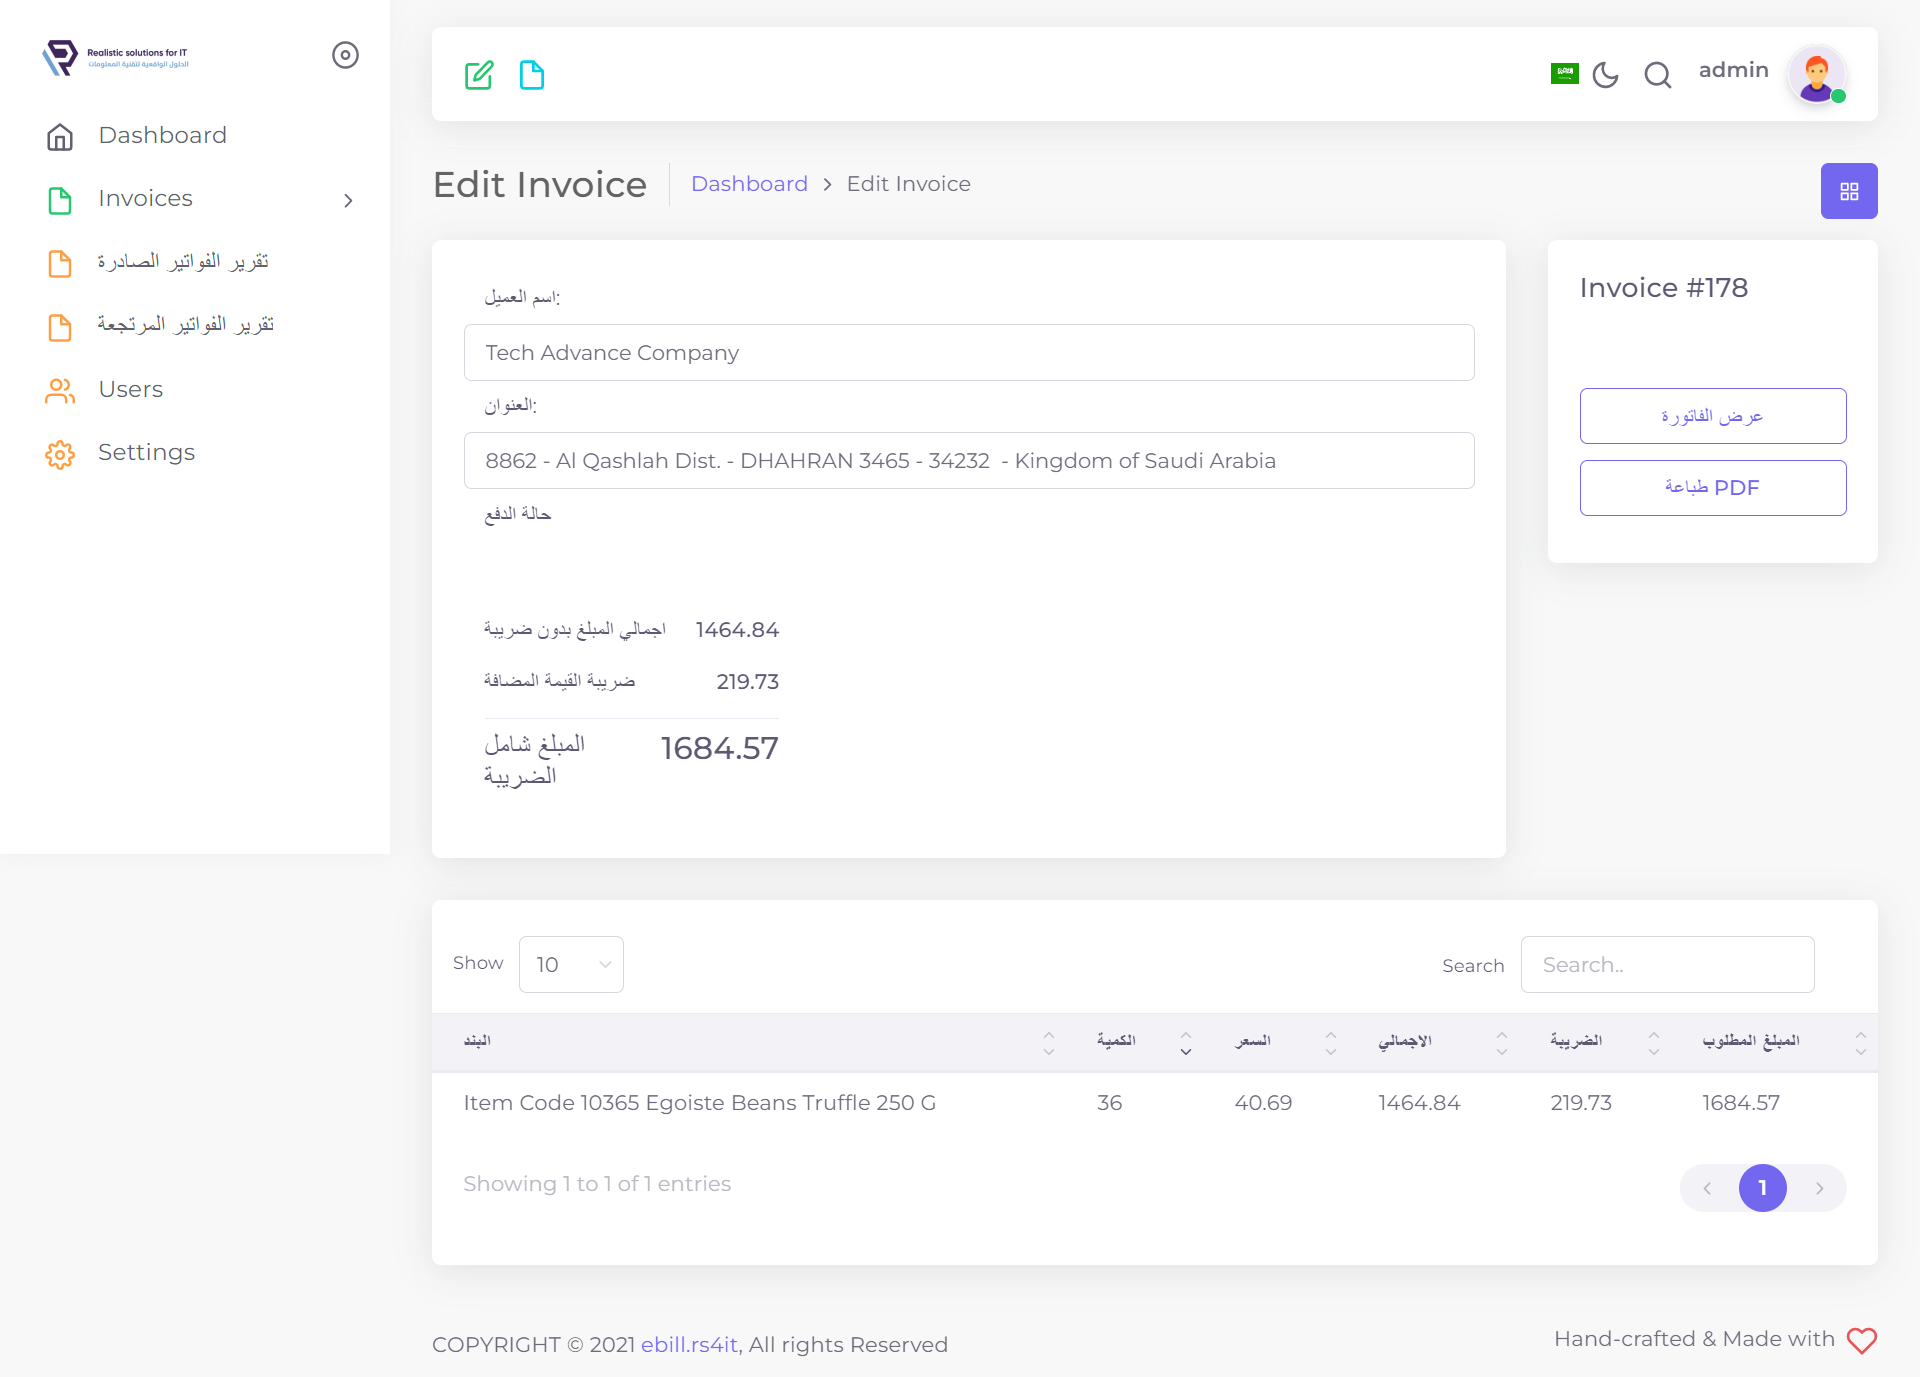 Realistic solutions for IT
الحلول الواقعية لتقنية المعلومات
Dashboard
Invoices
تقرير الفواتير الصادرة
تقرير الفواتير المرتجعة
Users
Settings
admin
Edit Invoice
Dashboard > Edit Invoice
اسم العميل:
Tech Advance Company
العنوان:
8862 - Al Qashlah Dist. - DHAHRAN 3465 - 34232 - Kingdom of Saudi Arabia
حالة الدفع
اجمالي المبلغ بدون ضريبة 1464.84
ضريبة القيمة المضافة 219.73
المبلغ شامل 1684.57
الضريبة
Invoice #178
عرض الفاتورة
طباعة PDF
Show 10
Search Search..
البند الكمية السعر الاجمالي الضريبة المبلغ المطلوب
Item Code 10365 Egoiste Beans Truffle 250 G 36 40.69 1464.84 219.73 1684.57
Showing 1 to 1 of 1 entries
1
COPYRIGHT © 2021 ebill.rs4it, All rights Reserved
Hand-crafted & Made with